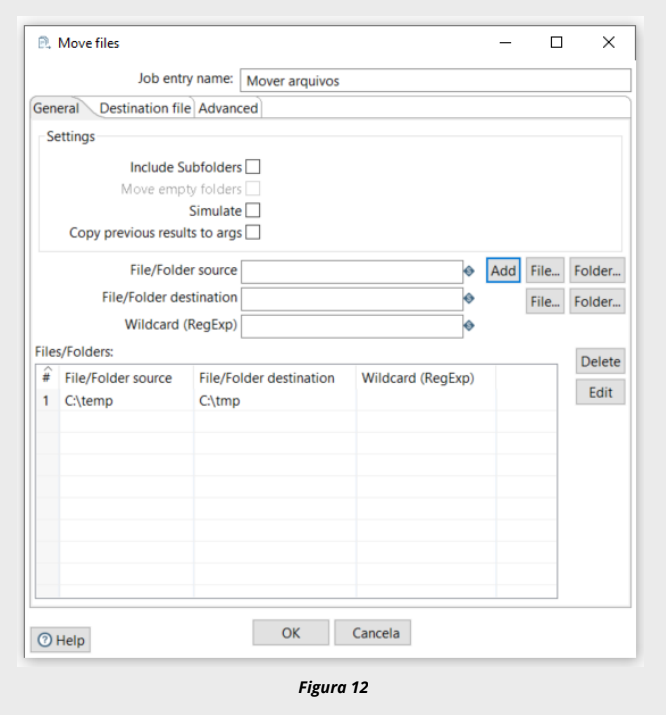 Move files
Job entry name: Mover arquivos
General Destination file Advanced
Settings
Include Subfolders
Move empty folders
Simulate
Copy previous results to args
File/Folder source Add File... Folder...
File/Folder destination File... Folder...
Wildcard (RegExp)
Files/Folders:
# File/Folder source File/Folder destination Wildcard (RegExp)
1 C:\temp C:\tmp
Delete
Edit
Help OK Cancela
Figura 12